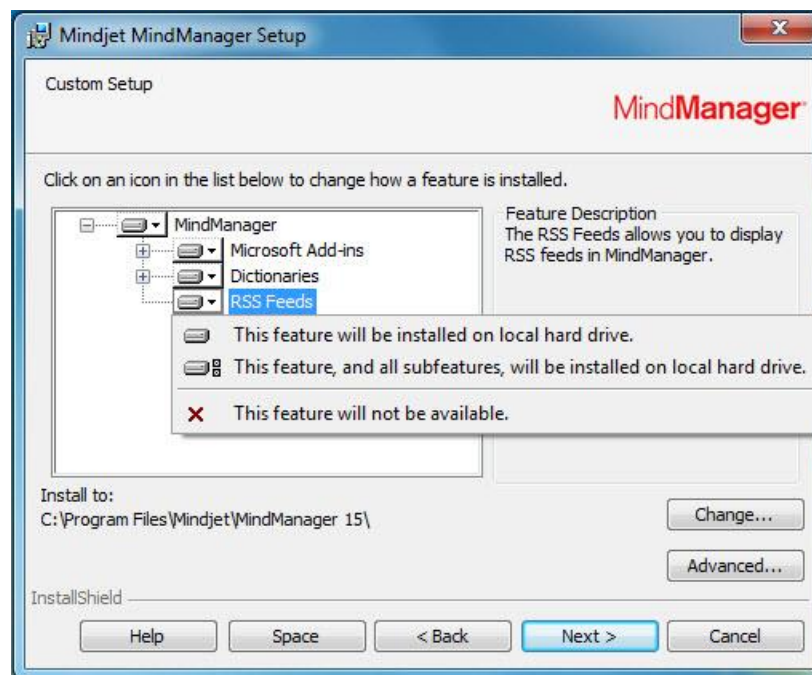 Mindjet MindManager Setup
Custom Setup
MindManager
Click on an icon in the list below to change how a feature is installed.
MindManager
Microsoft Add-ins
Dictionaries
RSS Feeds
Feature Description
The RSS Feeds allows you to display
RSS feeds in MindManager.
This feature will be installed on local hard drive.
This feature, and all subfeatures, will be installed on local hard drive.
This feature will not be available.
Install to:
C:\Program Files\Mindjet\MindManager 15\
Change...
Advanced...
InstallShield
Help
Space
< Back
Next >
Cancel